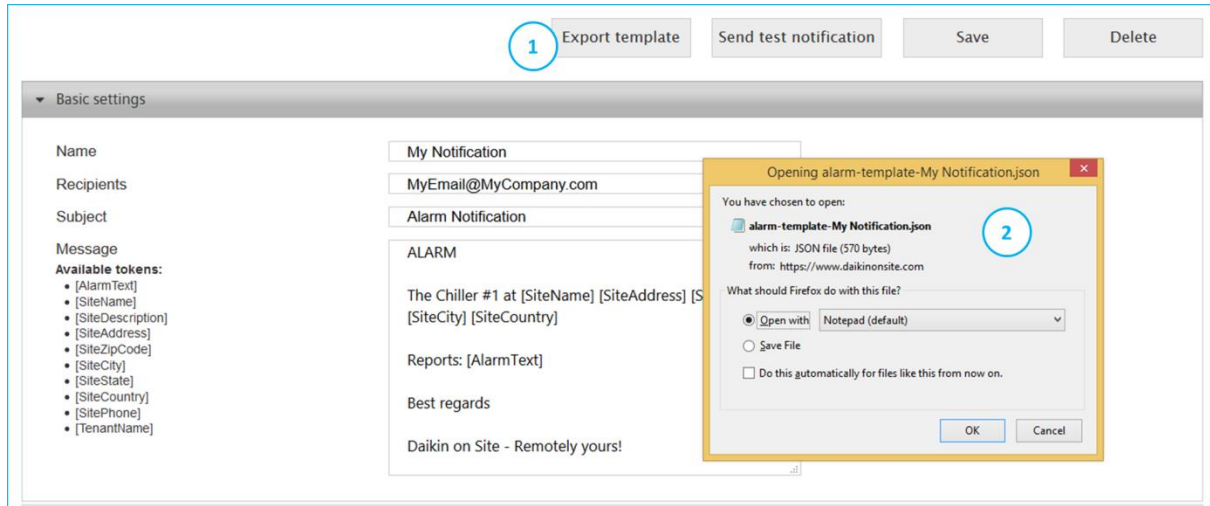 1
Export template
Send test notification
Save
Delete
Basic settings
Name
My Notification
Recipients
MyEmail@MyCompany.com
Subject
Alarm Notification
Message
Available tokens:
[AlarmText]
[SiteName]
[SiteDescription]
[SiteAddress]
[SiteZipCode]
[SiteCity]
[SiteState]
[SiteCountry]
[SitePhone]
[TenantName]
ALARM
The Chiller #1 at [SiteName] [SiteAddress] [S
[SiteCity] [SiteCountry]
Reports: [AlarmText]
Best regards
Daikin on Site - Remotely yours!
Opening alarm-template-My Notification.json
You have chosen to open:
alarm-template-My Notification.json
which is: JSON file (570 bytes)
from: https://www.daikinonsite.com
2
What should Firefox do with this file?
Open with
Notepad (default)
Save File
Do this automatically for files like this from now on.
OK
Cancel